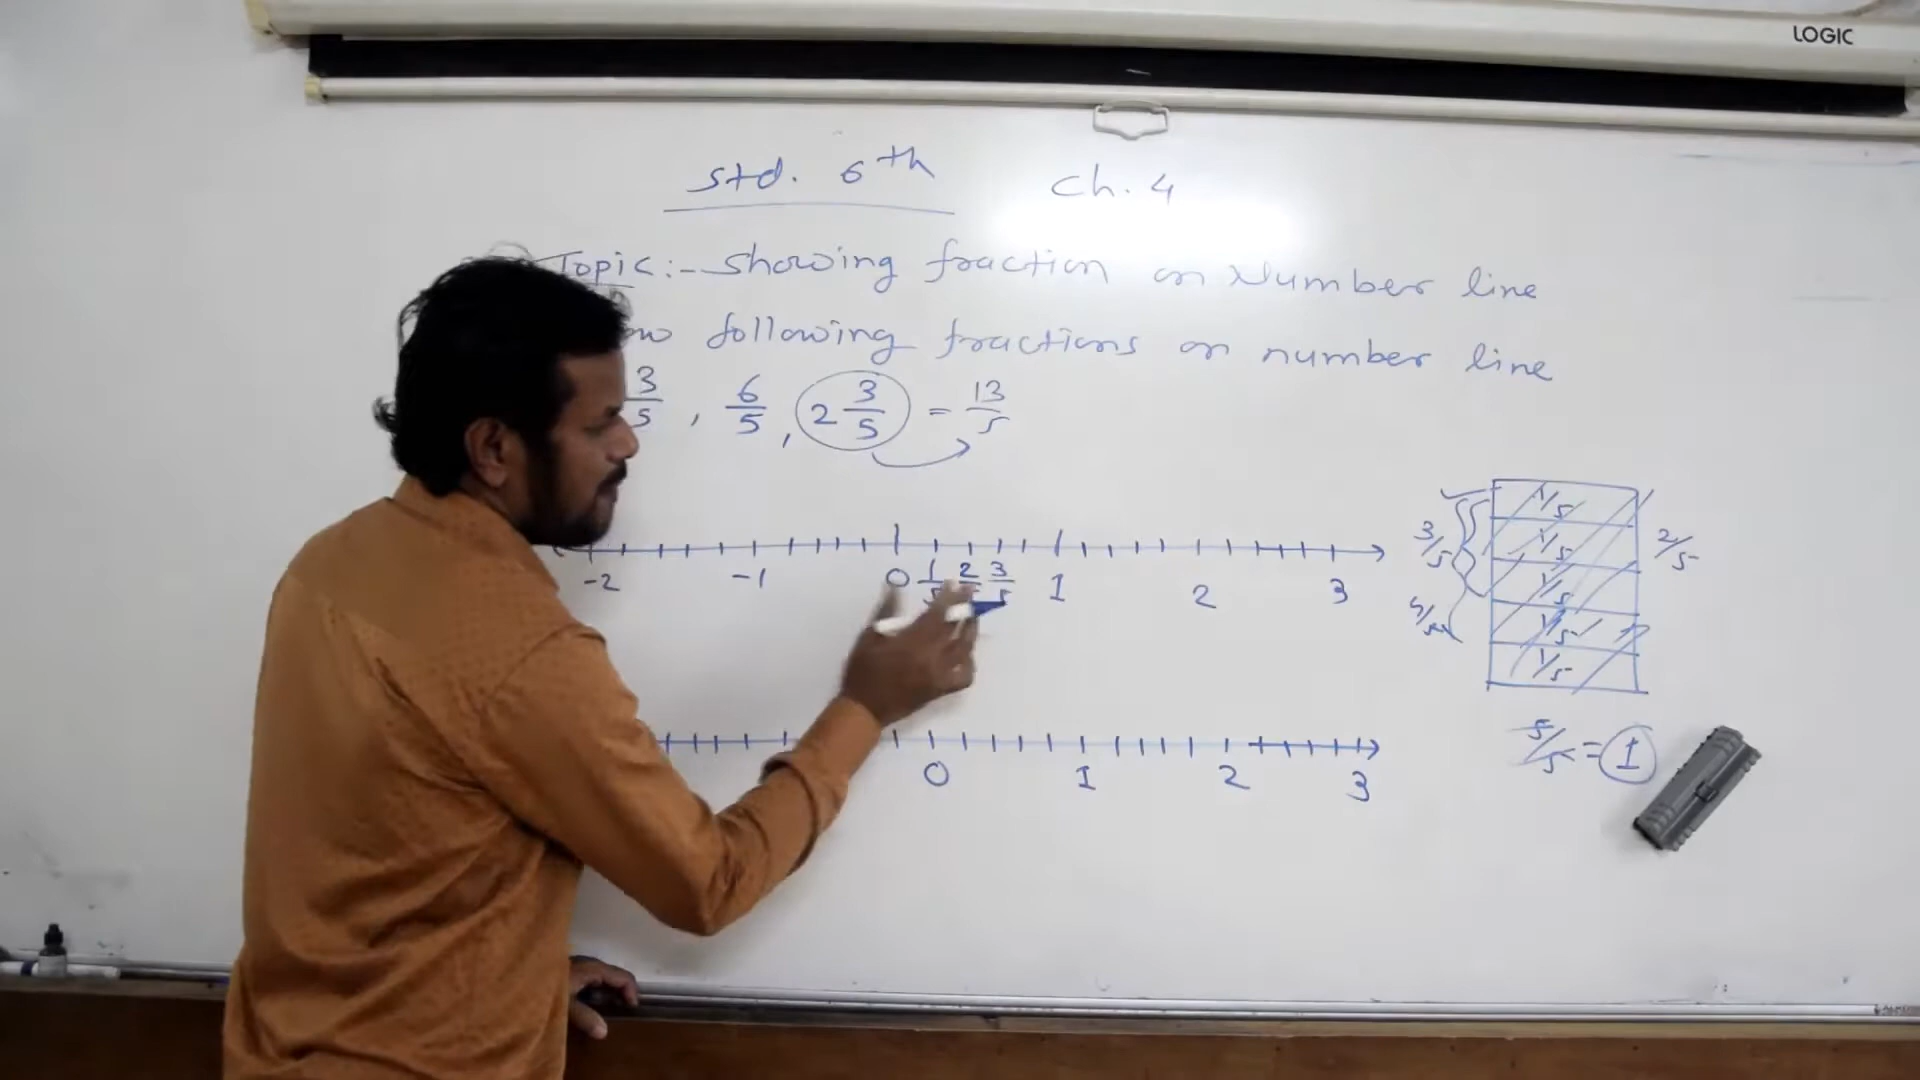 LOGIC
std. 6th Ch. 4
Topic:- Showing fraction on Number line
following fractions on number line
3/5, 6/5, 2 3/5 = 13/5
-2 -1 0 1/5 2/5 3/5 1 2 3
0 1 2 3
1/5
1/5
1/5
1/5
1/5
3/5
2/5
4/5
5/5 = 1